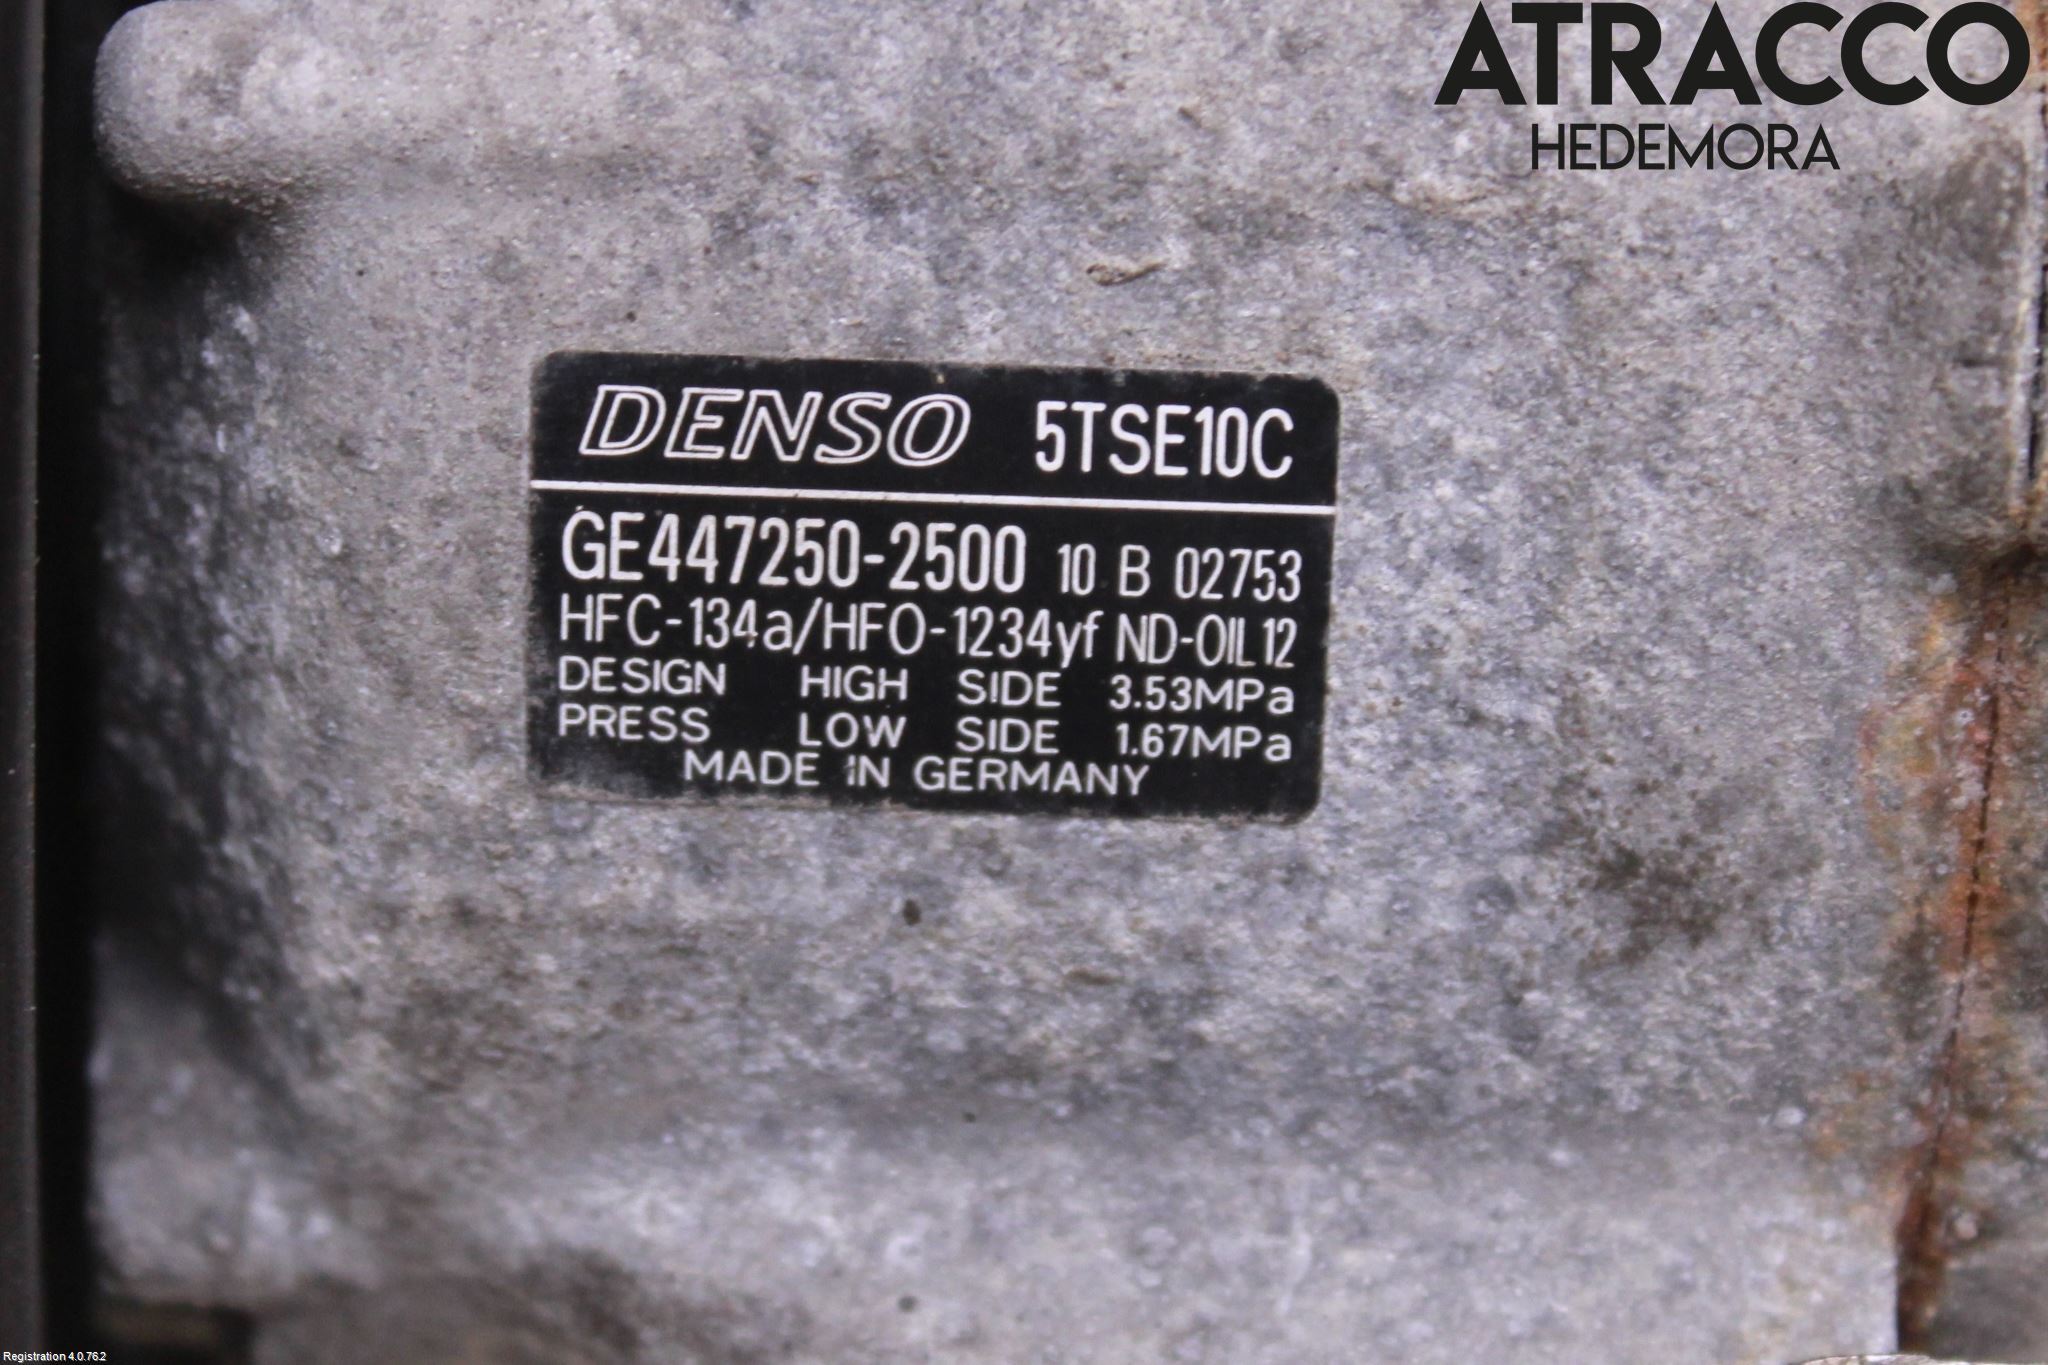 ATRACCO
HEDEMORA
DENSO 5TSE10C
GE447250-2500 10 B 02753
HFC-134a/HFO-1234yf ND-OIL12
DESIGN HIGH SIDE 3.53MPa
PRESS LOW SIDE 1.67MPa
MADE IN GERMANY
Registration 4.0.76.2